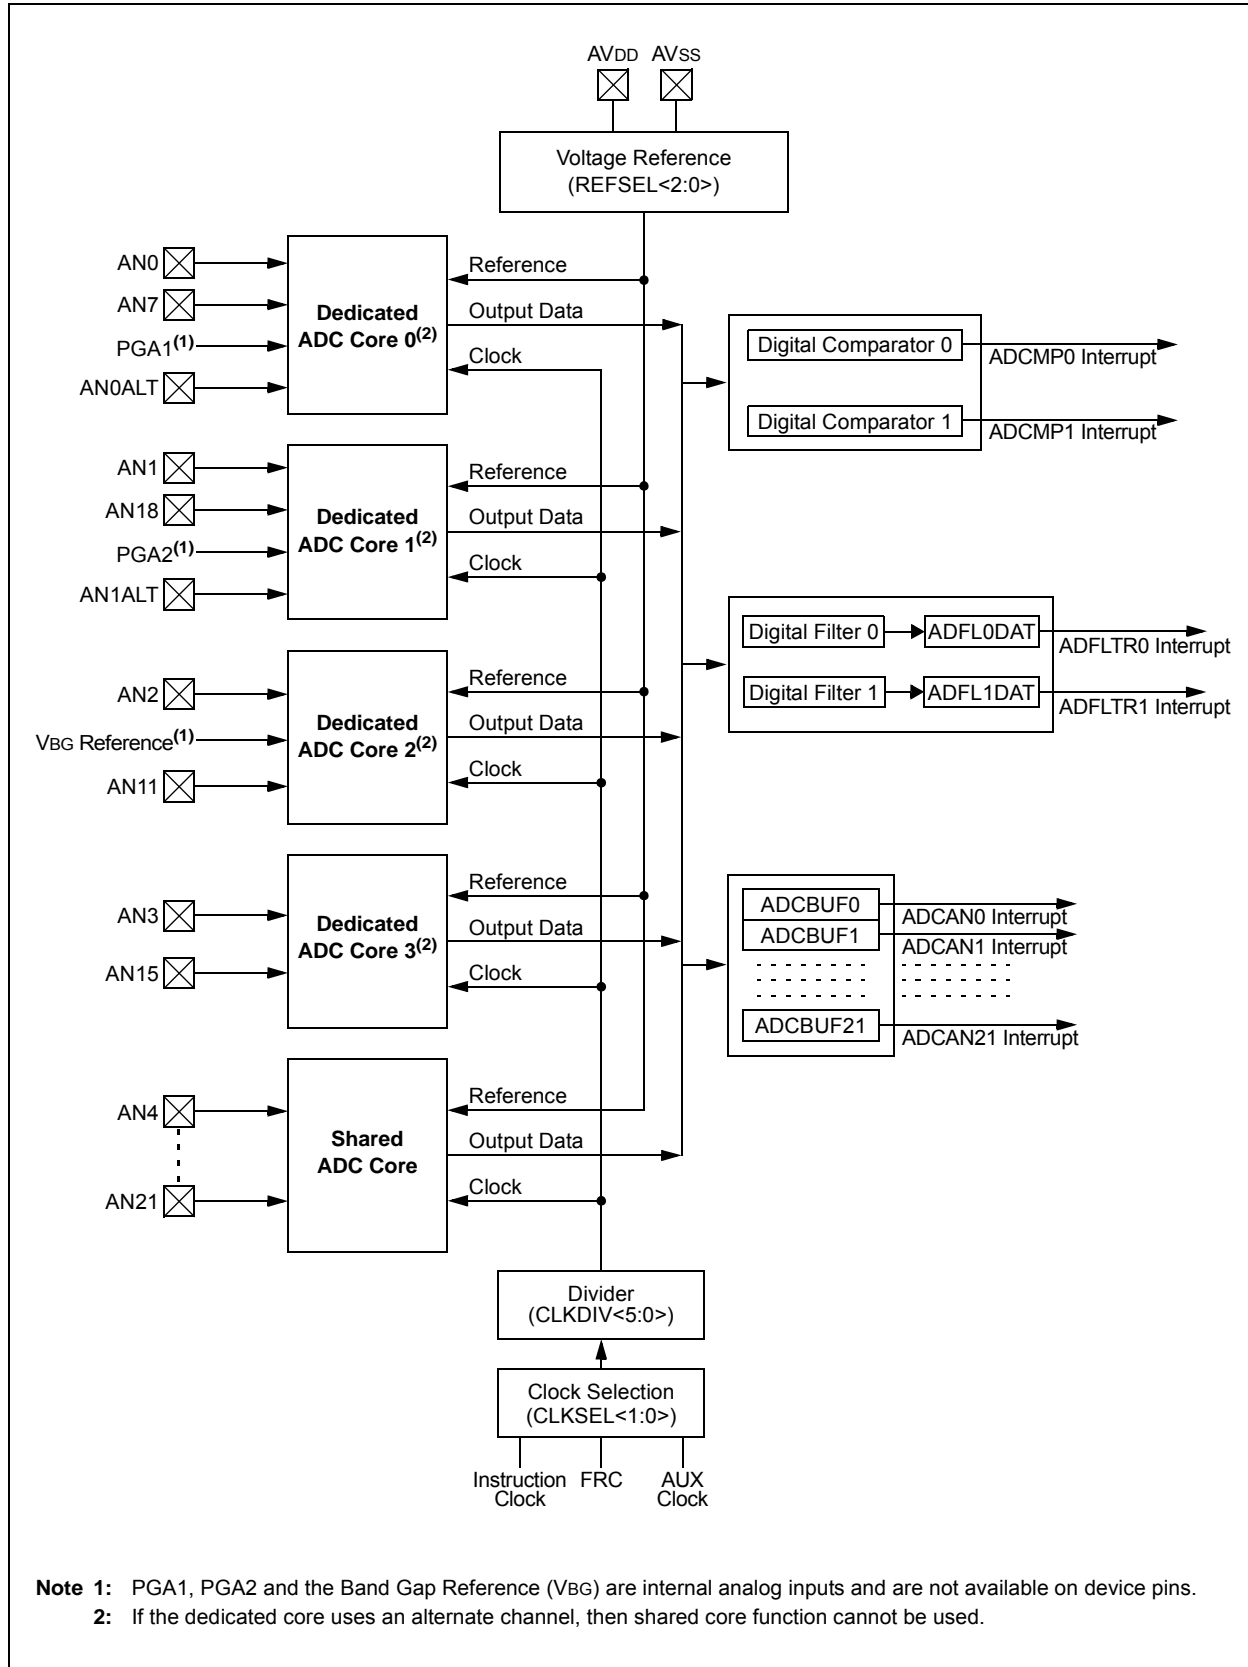 AVDD AVSS
Voltage Reference
(REFSEL<2:0>)
AN0
AN7
PGA1(1)
AN0ALT
Dedicated
ADC Core 0(2)
Reference
Output Data
Clock
Digital Comparator 0
ADCMP0 Interrupt
Digital Comparator 1
ADCMP1 Interrupt
AN1
AN18
PGA2(1)
AN1ALT
Dedicated
ADC Core 1(2)
Reference
Output Data
Clock
Digital Filter 0
ADFL0DAT
ADFLTR0 Interrupt
Digital Filter 1
ADFL1DAT
ADFLTR1 Interrupt
AN2
VBG Reference(1)
AN11
Dedicated
ADC Core 2(2)
Reference
Output Data
Clock
AN3
AN15
Dedicated
ADC Core 3(2)
Reference
Output Data
Clock
ADCBUF0
ADCAN0 Interrupt
ADCBUF1
ADCAN1 Interrupt
ADCBUF21
ADCAN21 Interrupt
AN4
AN21
Shared
ADC Core
Reference
Output Data
Clock
Divider
(CLKDIV<5:0>)
Clock Selection
(CLKSEL<1:0>)
Instruction
Clock
FRC
AUX
Clock
Note 1: PGA1, PGA2 and the Band Gap Reference (VBG) are internal analog inputs and are not available on device pins.
2: If the dedicated core uses an alternate channel, then shared core function cannot be used.